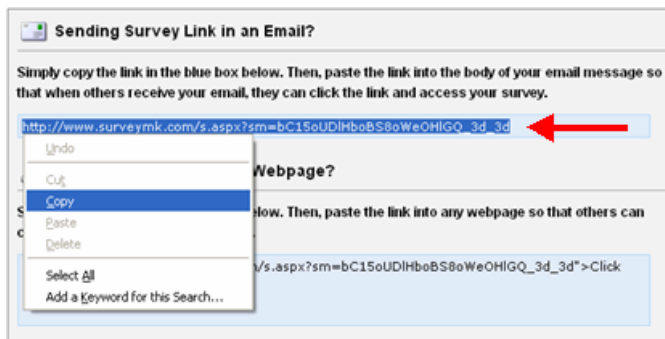 Sending Survey Link in an Email?
Simply copy the link in the blue box below. Then, paste the link into the body of your email message so
that when others receive your email, they can click the link and access your survey.
http://www.surveymk.com/s.aspx?sm=bC15oUDlHboBS8oWeOHlGQ_3d_3d
Undo
Cut
Webpage?
Copy
S
elow. Then, paste the link into any webpage so that others can
Paste
c
Delete
/s.aspx?sm=bC15oUDlHboBS8oWeOHlGQ_3d_3d">Click
Select All
Add a Keyword for this Search...